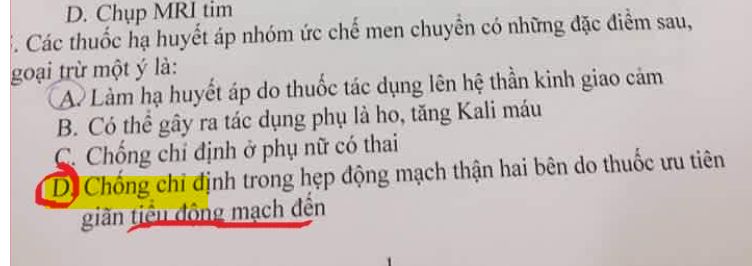 D. Chụp MRI tim
. Các thuốc hạ huyết áp nhóm ức chế men chuyển có những đặc điểm sau,
goại trừ một ý là:
A. Làm hạ huyết áp do thuốc tác dụng lên hệ thần kinh giao cảm
B. Có thể gây ra tác dụng phụ là ho, tăng Kali máu
C. Chống chỉ định ở phụ nữ có thai
D. Chống chỉ định trong hẹp động mạch thận hai bên do thuốc ưu tiên
giãn tiểu động mạch đến